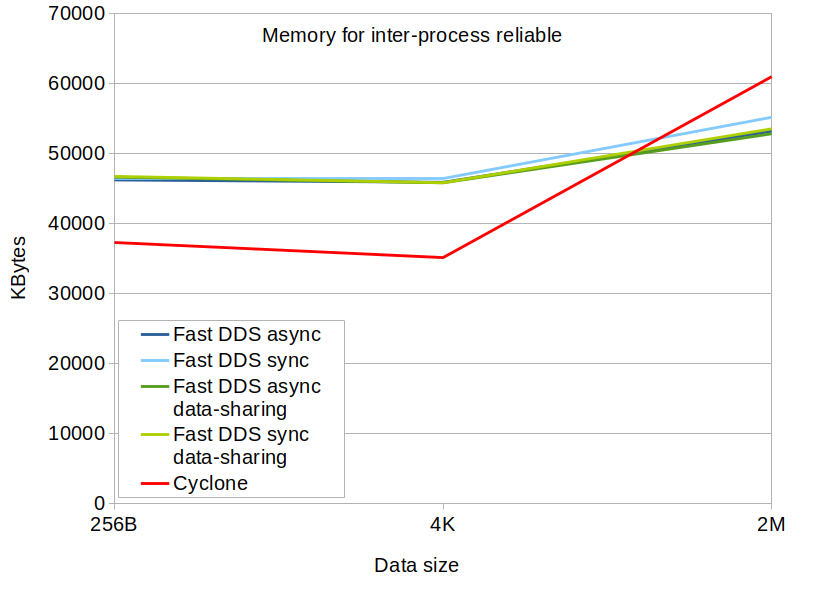 Memory for inter-process reliable
70000
60000
50000
40000
30000
20000
10000
0
KBytes
Fast DDS async
Fast DDS sync
Fast DDS async
data-sharing
Fast DDS sync
data-sharing
Cyclone
256B 4K 2M
Data size